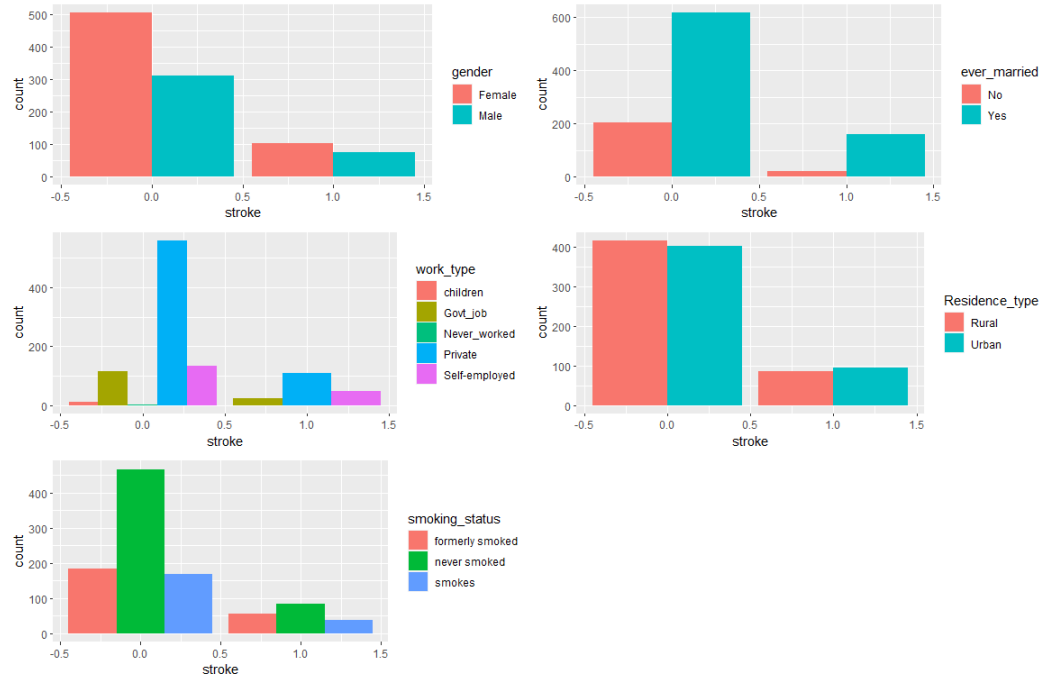 500
400
300
200
100
0
count
-0.5 0.0 0.5 1.0 1.5
stroke
gender
Female
Male
600
400
200
0
count
-0.5 0.0 0.5 1.0 1.5
stroke
ever_married
No
Yes
400
200
0
count
-0.5 0.0 0.5 1.0 1.5
stroke
work_type
children
Govt_job
Never_worked
Private
Self-employed
400
300
200
100
0
count
-0.5 0.0 0.5 1.0 1.5
stroke
Residence_type
Rural
Urban
400
300
200
100
0
count
-0.5 0.0 0.5 1.0 1.5
stroke
smoking_status
formerly smoked
never smoked
smokes